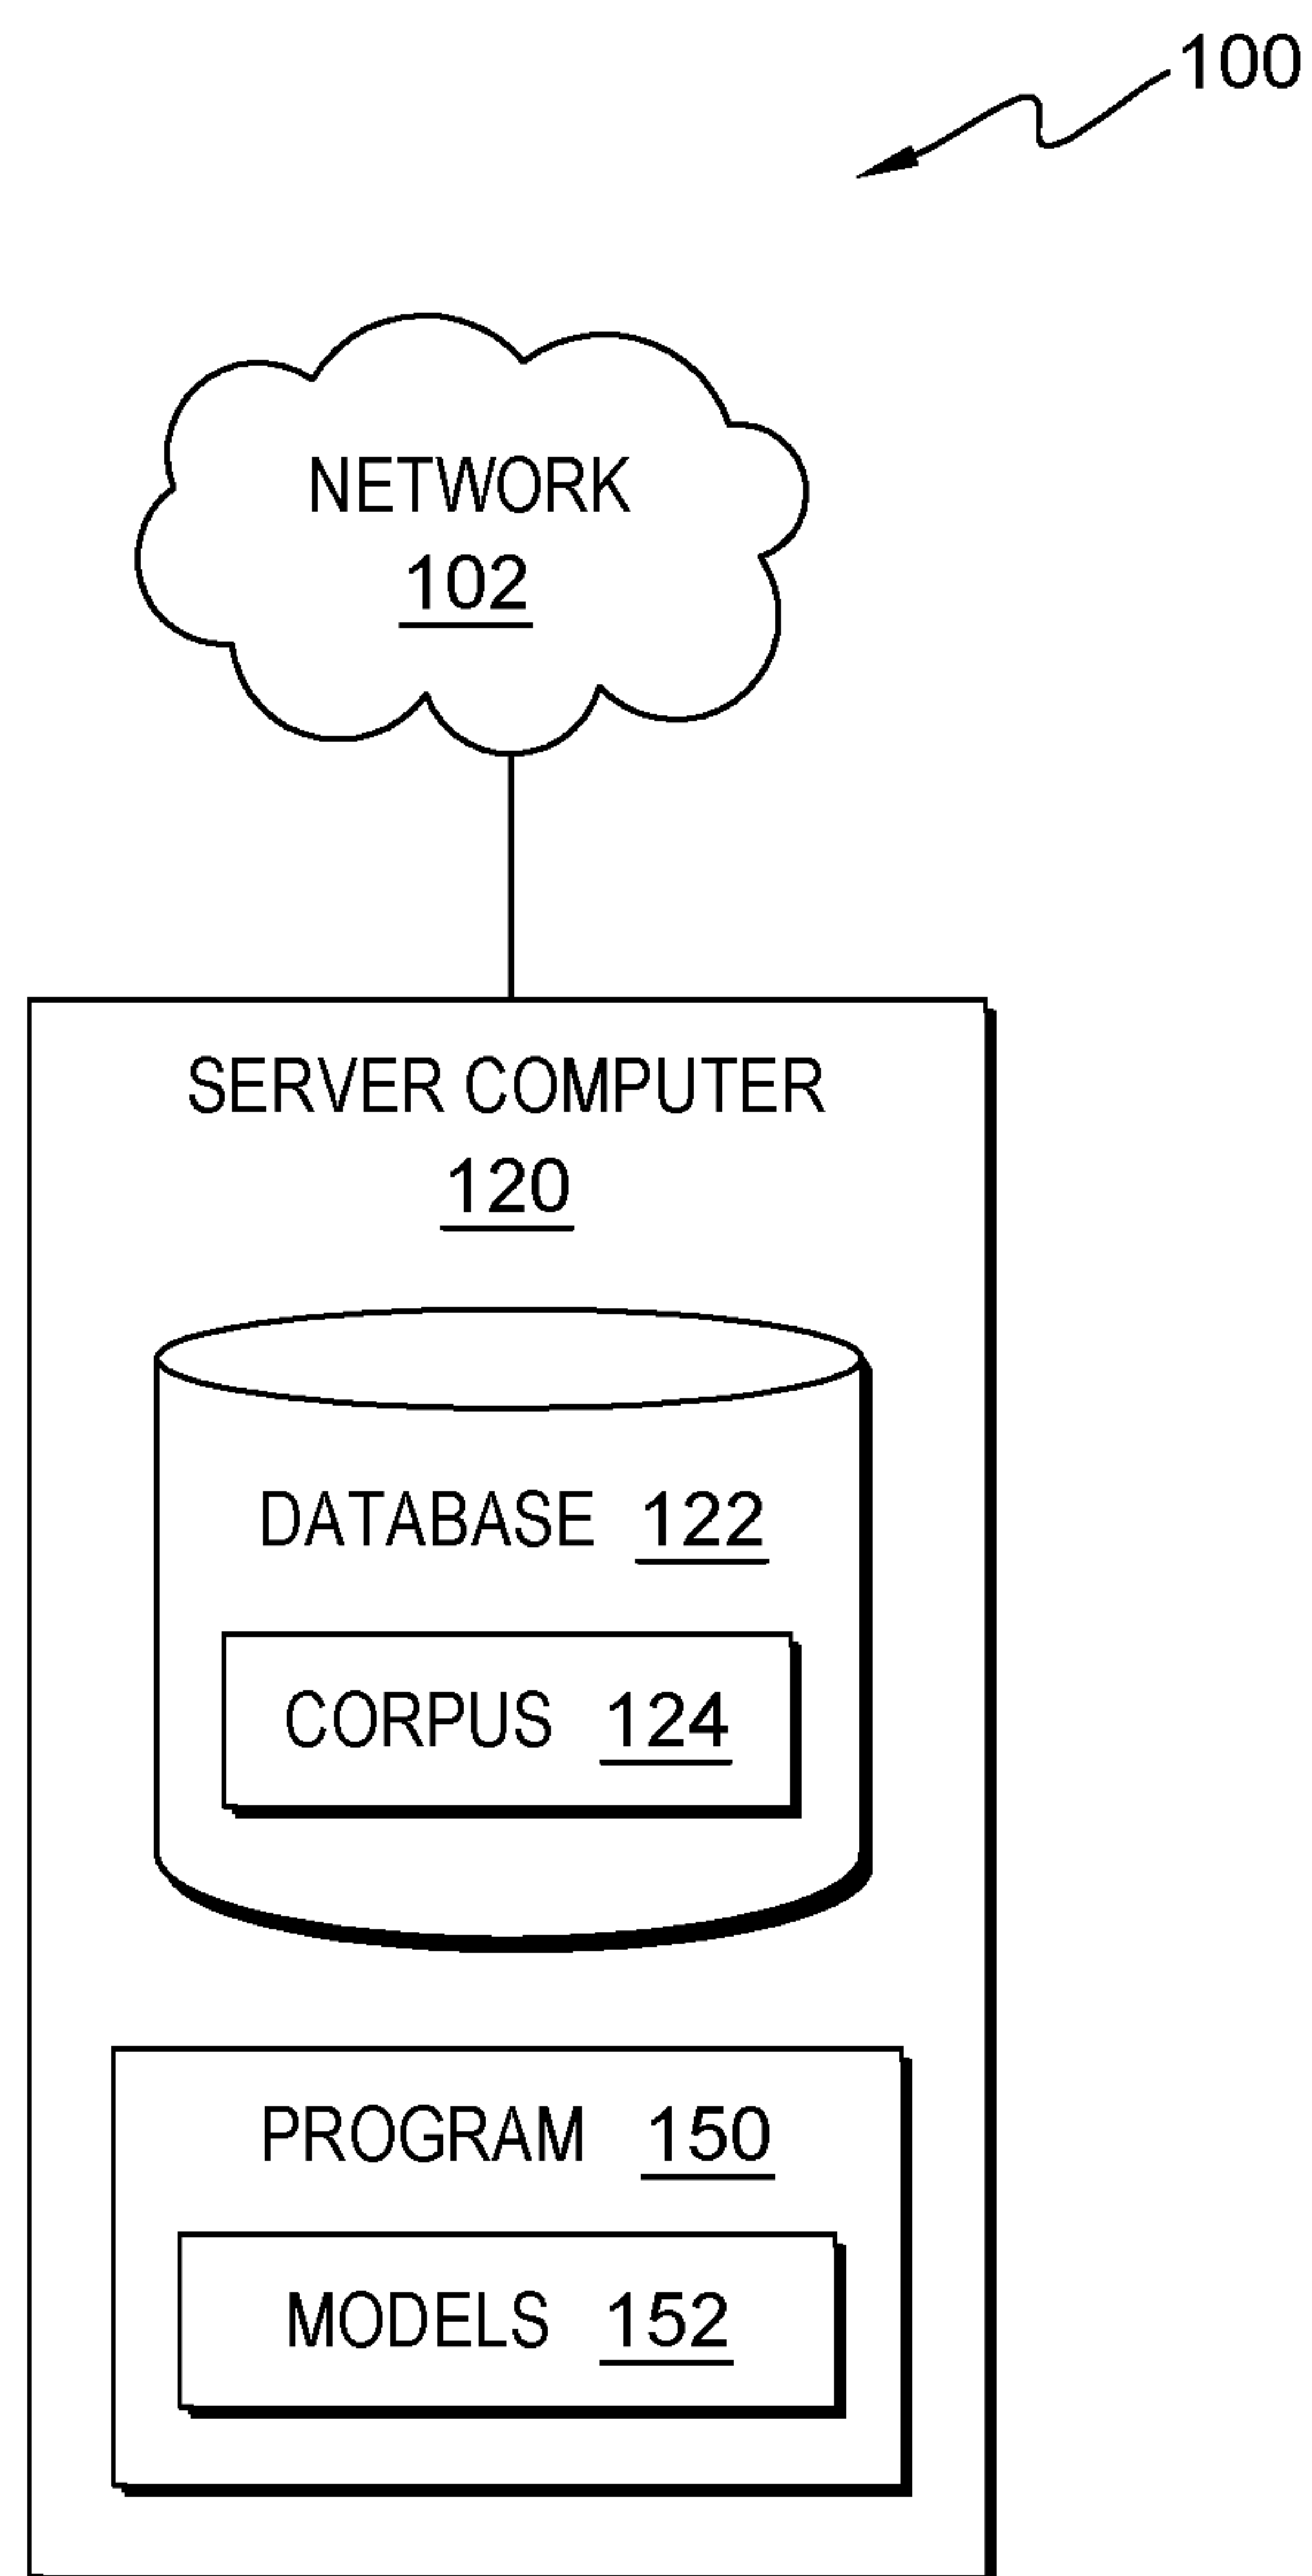 100
NETWORK
102
SERVER COMPUTER
120
DATABASE 122
CORPUS 124
PROGRAM 150
MODELS 152